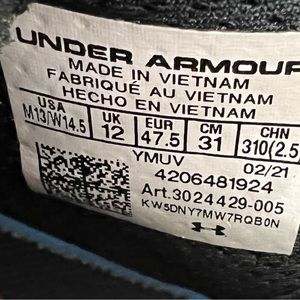 UNDER ARMOUR
MADE IN VIETNAM
FABRIQUÉ AU VIETNAM
HECHO EN VIETNAM
USA UK EUR CM CHN
M13/W14.5 12 47.5 31 310(2.5)
YMUV 02/21
4206481924
Art.3024429-005
KW5DNY7MW7RQB0N